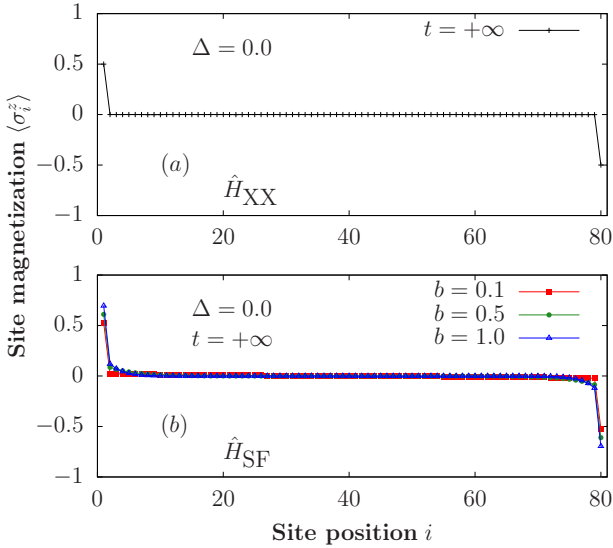 Site magnetization ⟨σ_i^z⟩
1
0.5
0
−0.5
−1
Δ = 0.0
t = +∞
(a)
Ĥ_XX
0 20 40 60 80
1
0.5
0
−0.5
−1
Δ = 0.0
t = +∞
b = 0.1
b = 0.5
b = 1.0
(b)
Ĥ_SF
0 20 40 60 80
Site position i